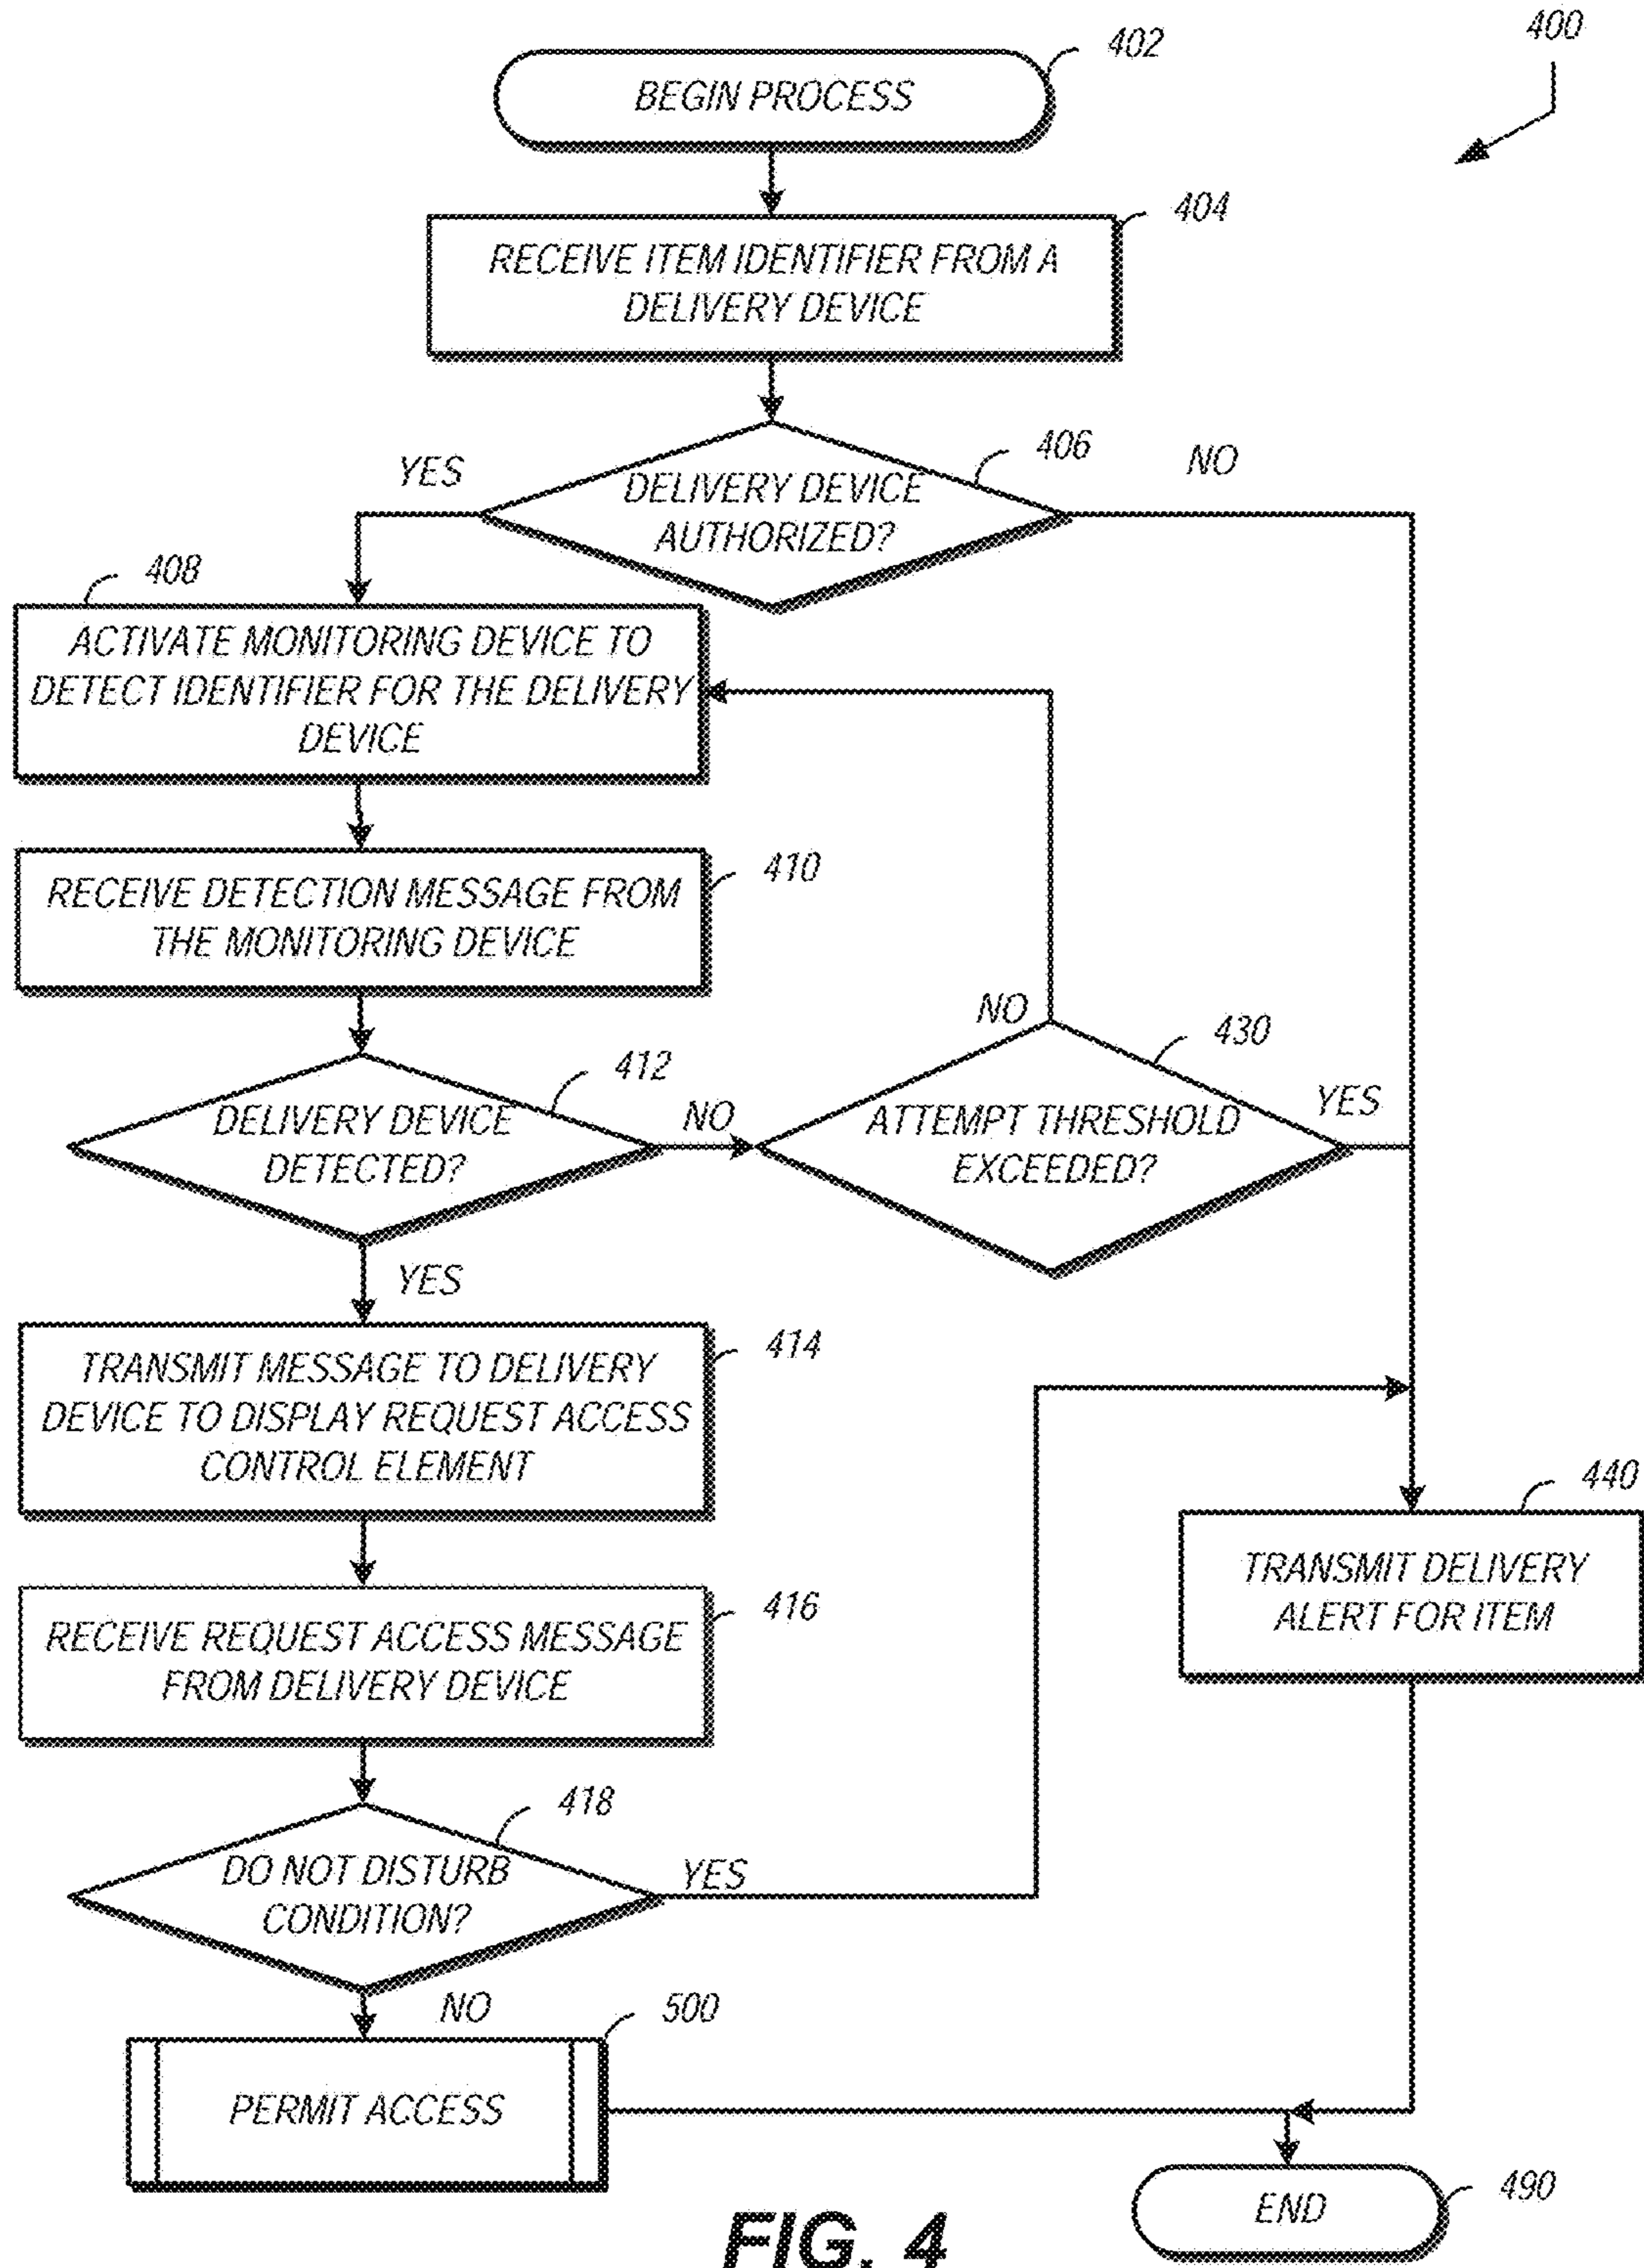 400
402
BEGIN PROCESS
404
RECEIVE ITEM IDENTIFIER FROM A
DELIVERY DEVICE
406
YES
NO
DELIVERY DEVICE
AUTHORIZED?
408
ACTIVATE MONITORING DEVICE TO
DETECT IDENTIFIER FOR THE DELIVERY
DEVICE
410
RECEIVE DETECTION MESSAGE FROM
THE MONITORING DEVICE
412
DELIVERY DEVICE
DETECTED?
NO
YES
430
NO
YES
ATTEMPT THRESHOLD
EXCEEDED?
414
TRANSMIT MESSAGE TO DELIVERY
DEVICE TO DISPLAY REQUEST ACCESS
CONTROL ELEMENT
440
TRANSMIT DELIVERY
ALERT FOR ITEM
416
RECEIVE REQUEST ACCESS MESSAGE
FROM DELIVERY DEVICE
418
DO NOT DISTURB
CONDITION?
YES
NO
500
PERMIT ACCESS
END
490
FIG. 4